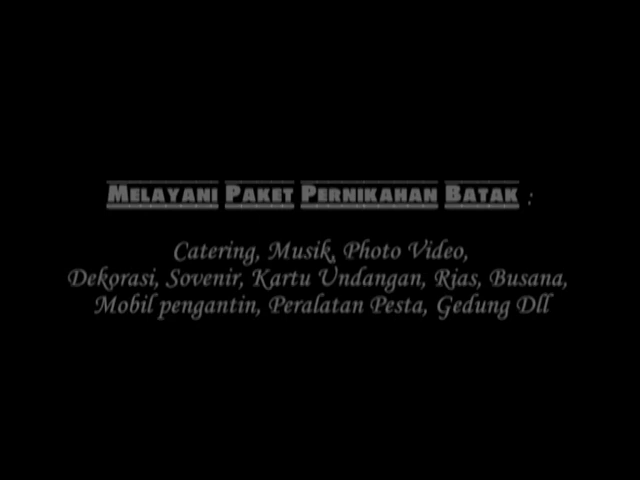 MELAYANI PAKET PERNIKAHAN BATAK :
Catering, Musik, Photo Video,
Dekorasi, Sovenir, Kartu Undangan, Rias, Busana,
Mobil pengantin, Peralatan Pesta, Gedung Dll